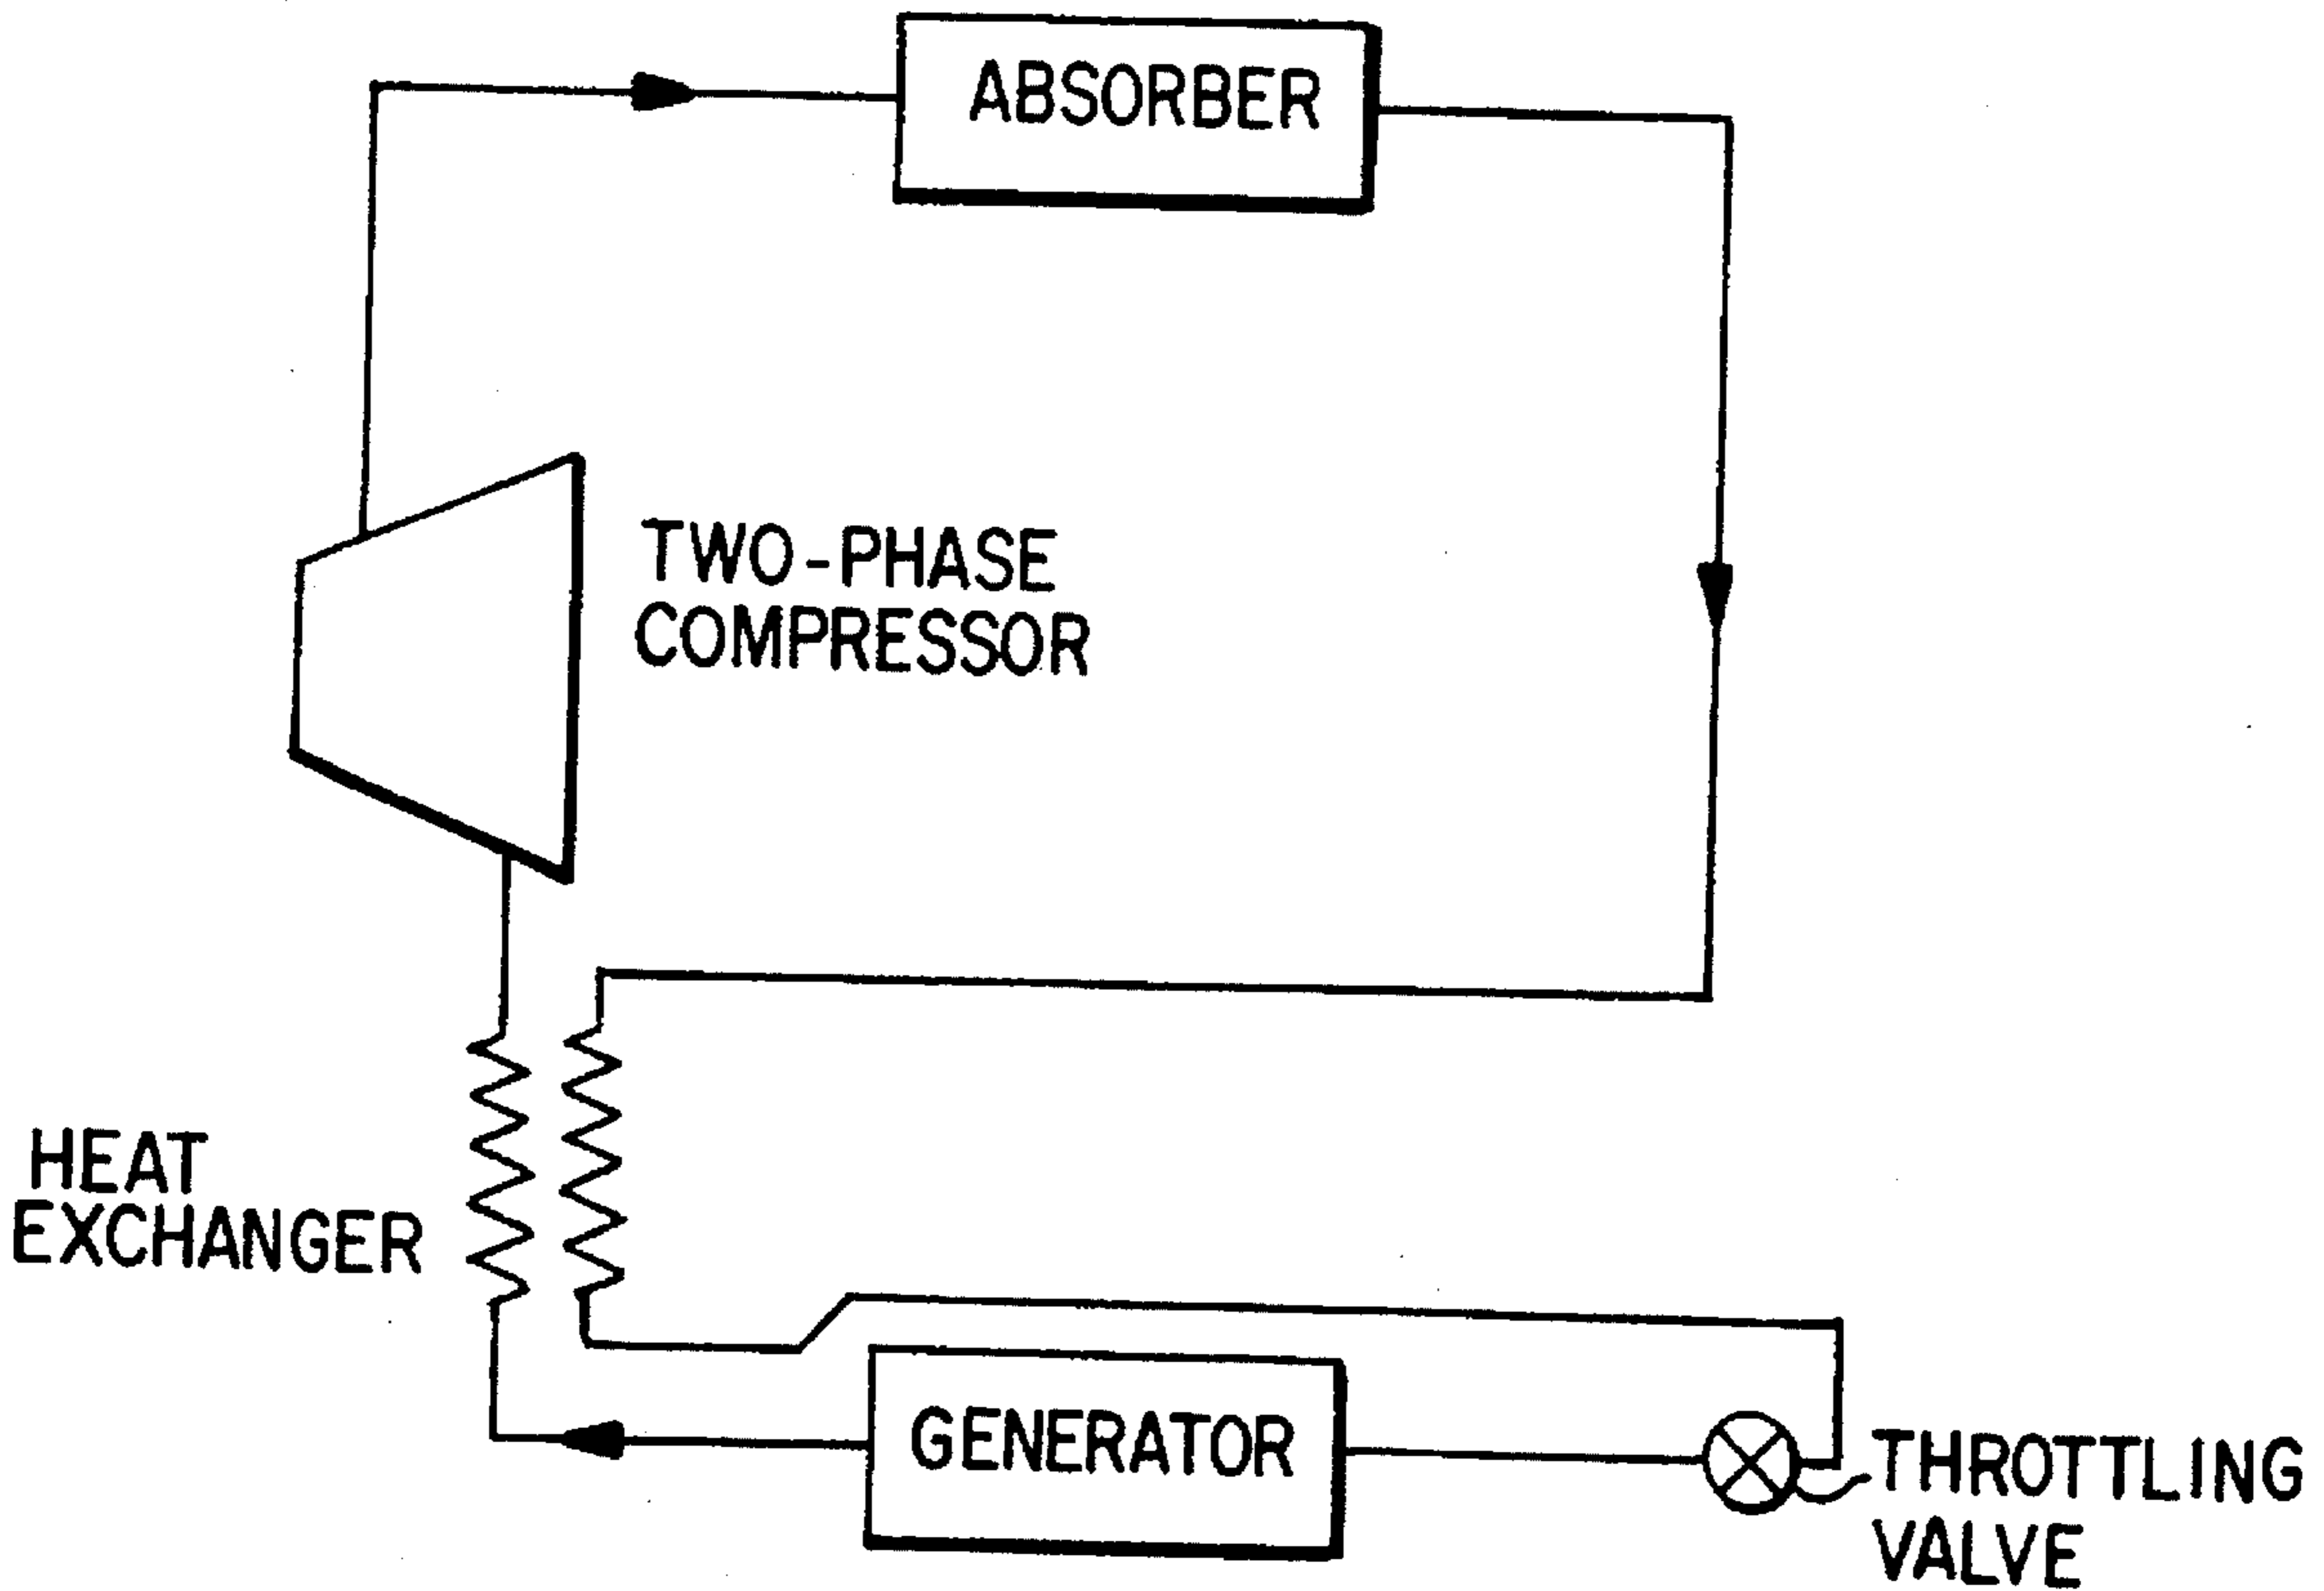 ABSORBER
TWO-PHASE
COMPRESSOR
HEAT
EXCHANGER
GENERATOR
THROTTLING
VALVE